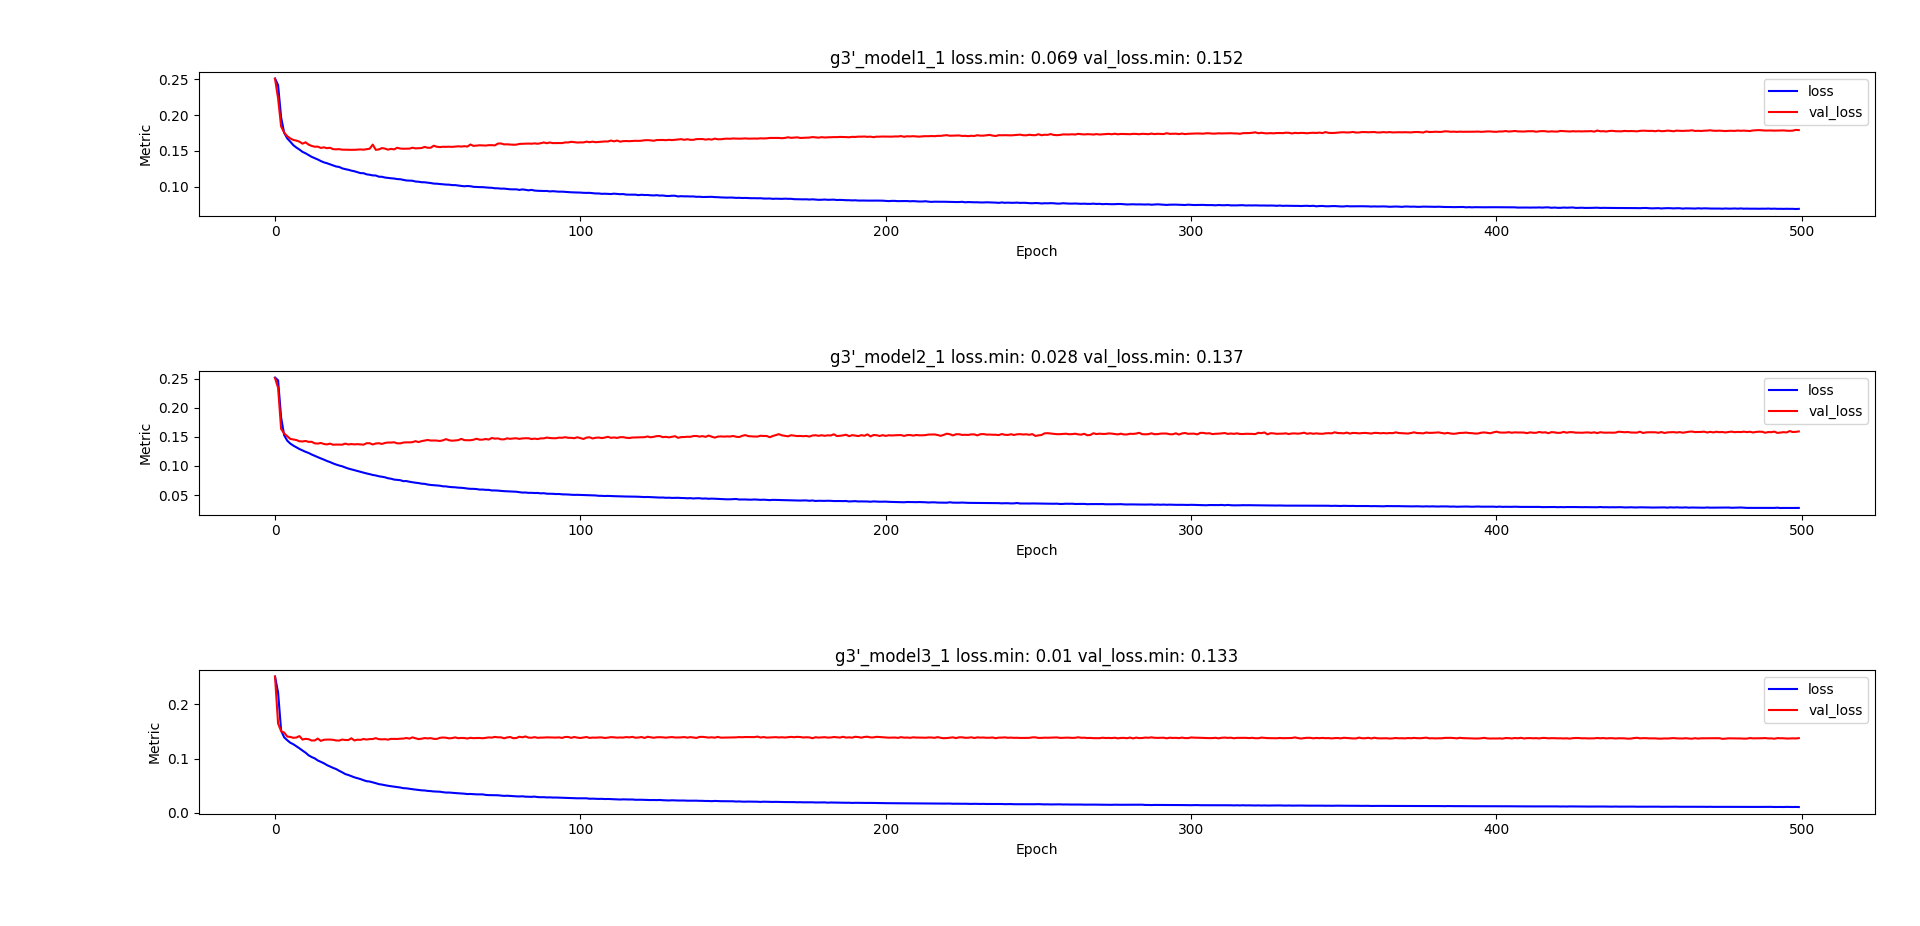 g3'_model1_1 loss.min: 0.069 val_loss.min: 0.152
Metric
0.25
0.20
0.15
0.10
loss
val_loss
0 100 200 300 400 500
Epoch
g3'_model2_1 loss.min: 0.028 val_loss.min: 0.137
Metric
0.25
0.20
0.15
0.10
0.05
loss
val_loss
0 100 200 300 400 500
Epoch
g3'_model3_1 loss.min: 0.01 val_loss.min: 0.133
Metric
0.2
0.1
0.0
loss
val_loss
0 100 200 300 400 500
Epoch